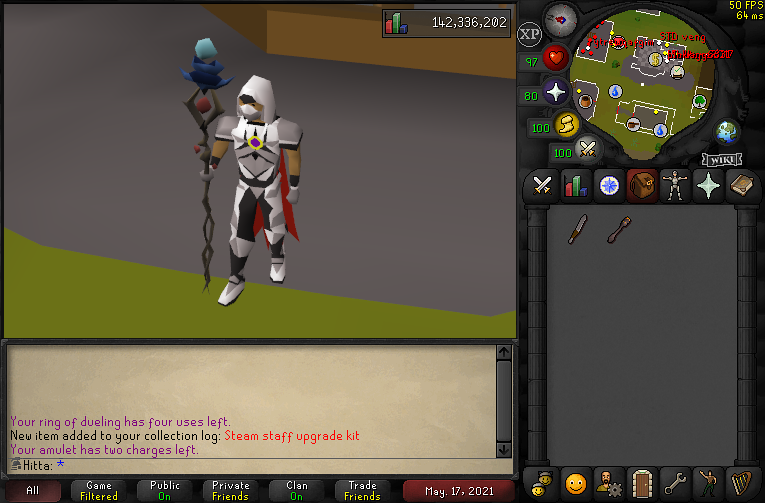 50 FPS
64 ms
142,336,202
XP
97
80
100
100
WIKI
Your ring of dueling has four uses left.
New item added to your collection log: Steam staff upgrade kit
Your amulet has two charges left.
Hitta: *
All
Game
Filtered
Public
On
Private
Friends
Clan
On
Trade
Friends
May. 17, 2021